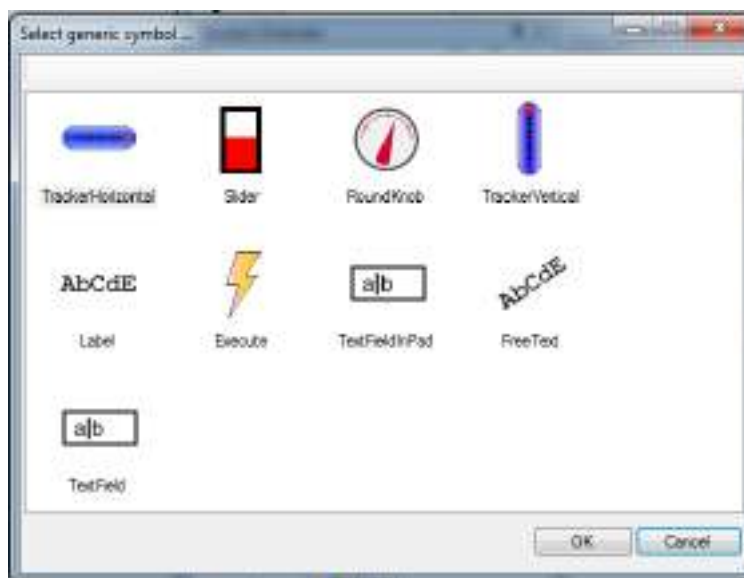 Select generic symbol ...
TrackerHorizontal Slider RoundKnob TrackerVertical
AbCdE a|b AbCdE
Label Execute TextFieldInPad FreeText
a|b
TextField
OK Cancel